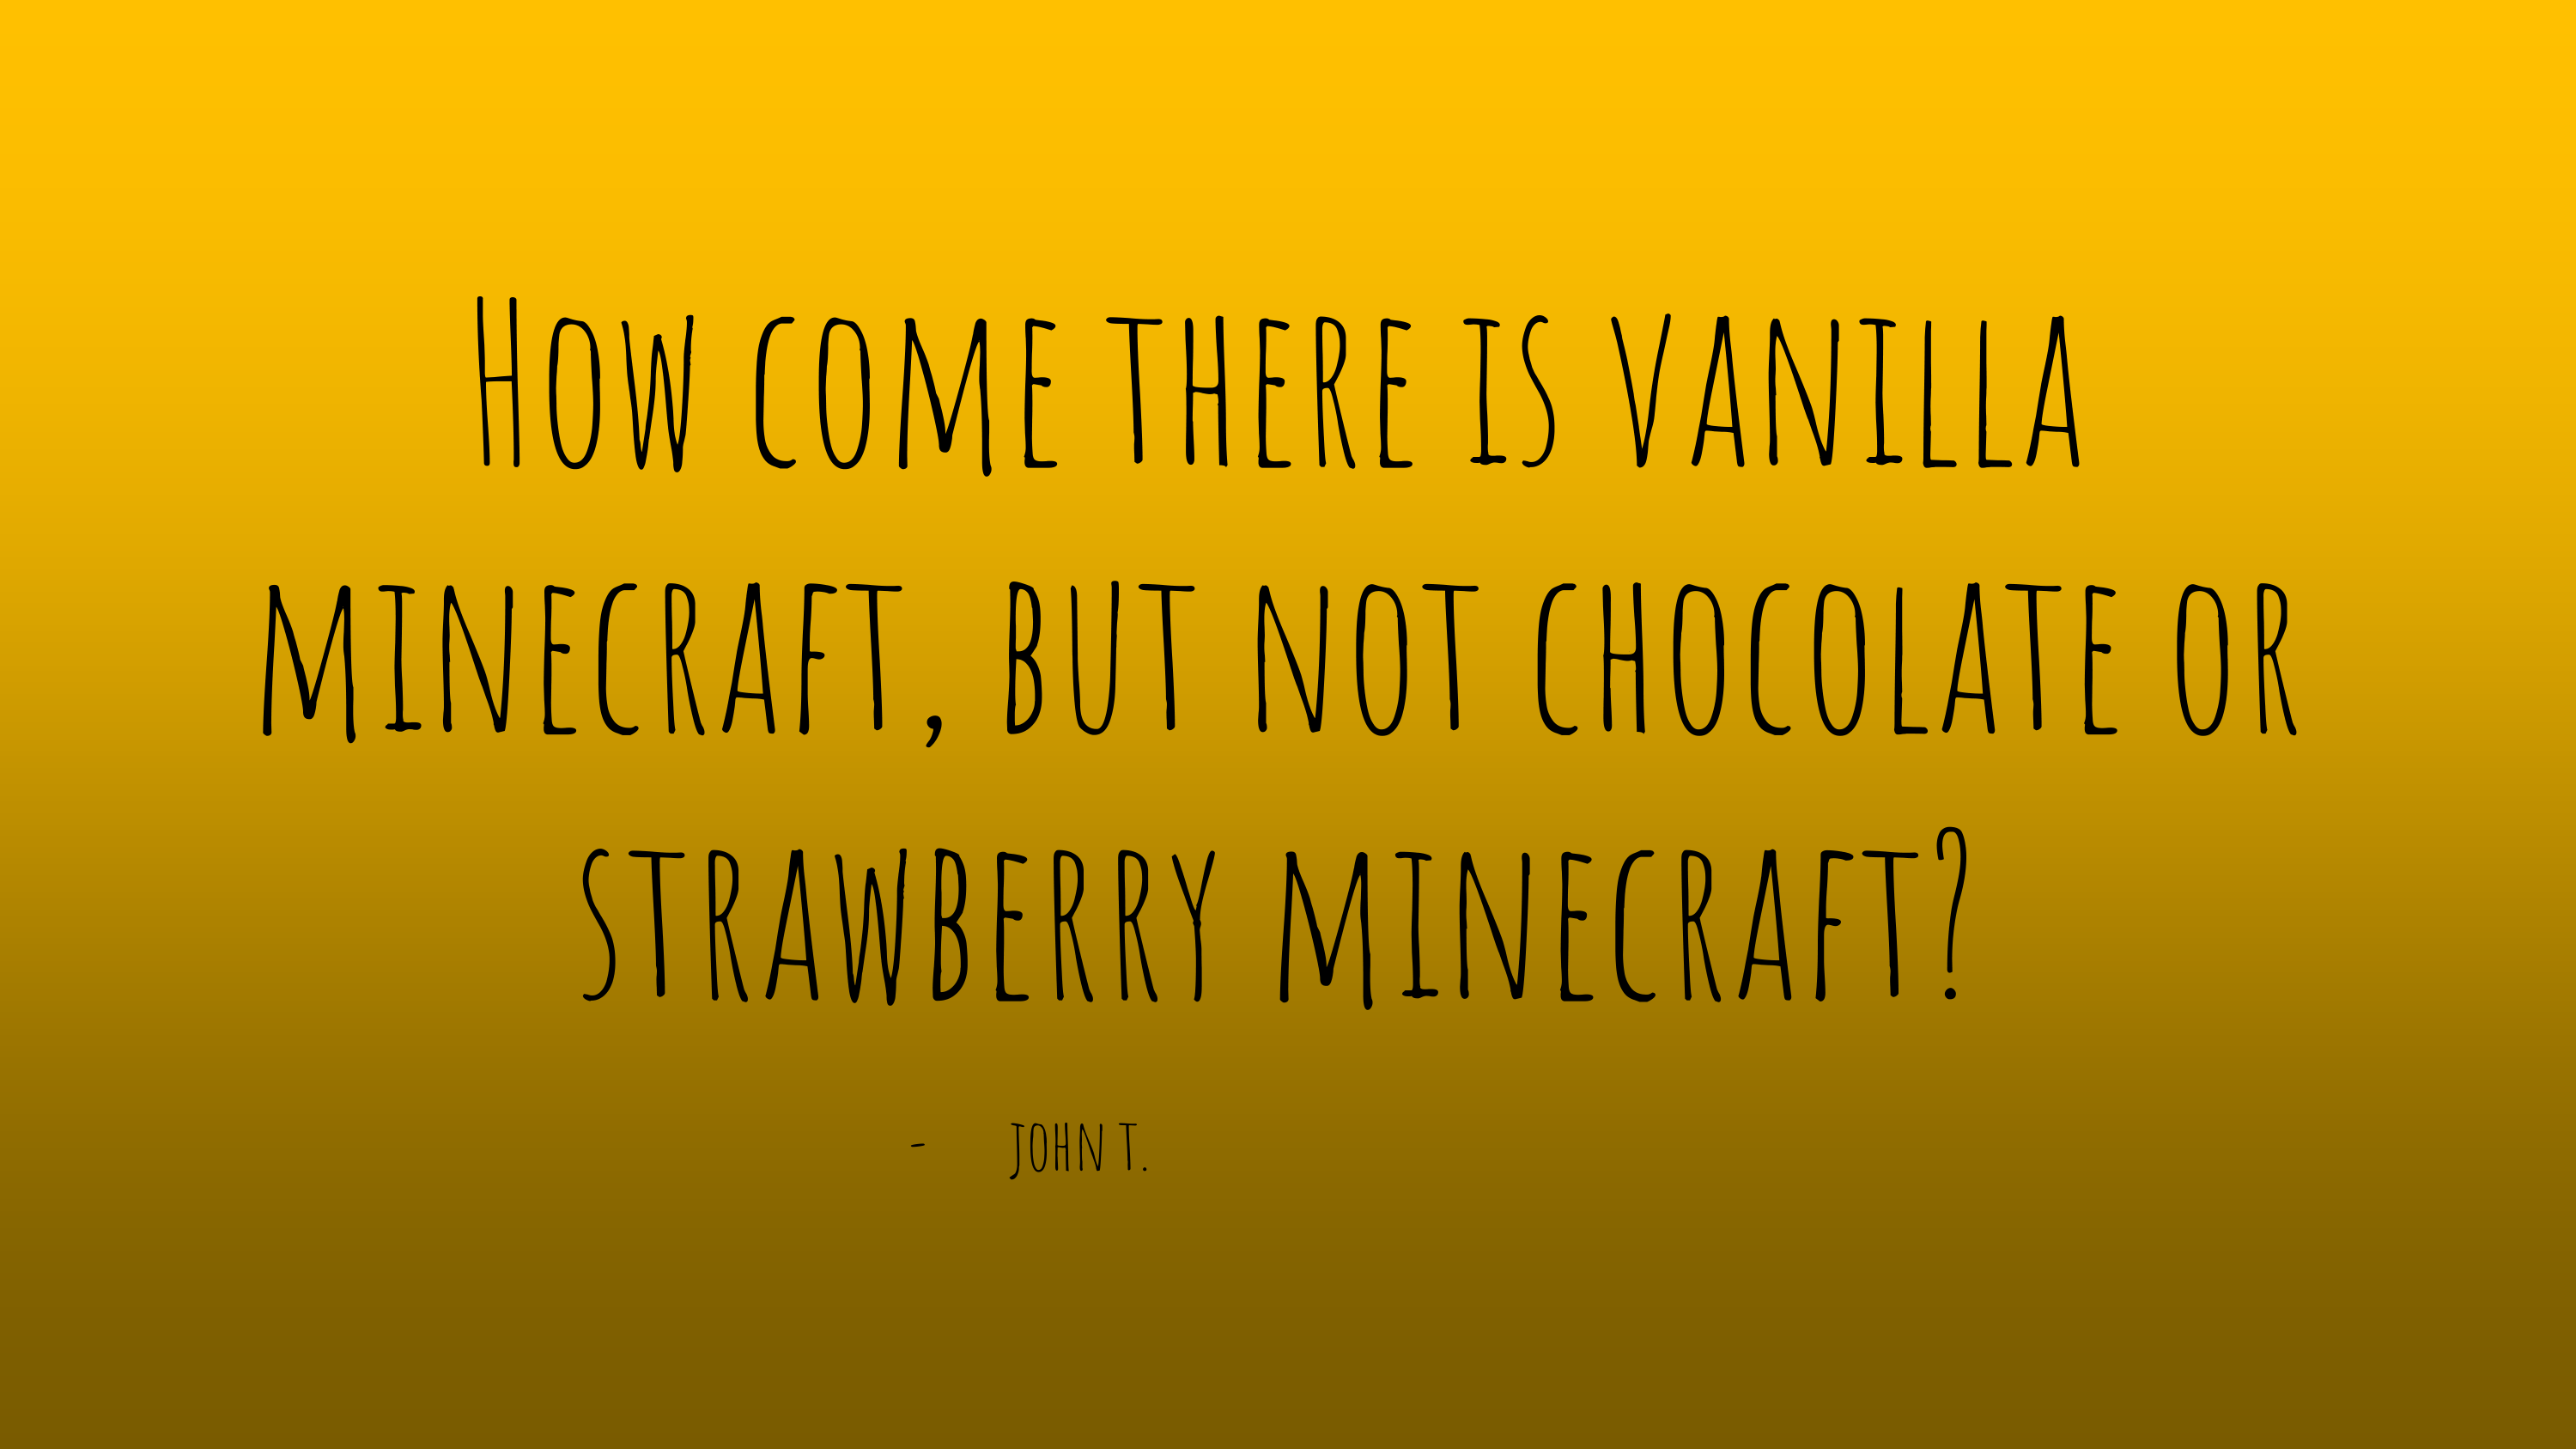 How come there is vanilla
minecraft, but not chocolate or
strawberry minecraft?
- John T.